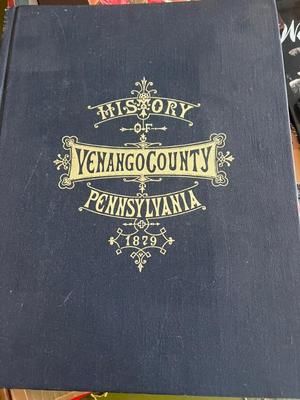 HISTORY
OF
VENANGO COUNTY
PENNSYLVANIA
1879